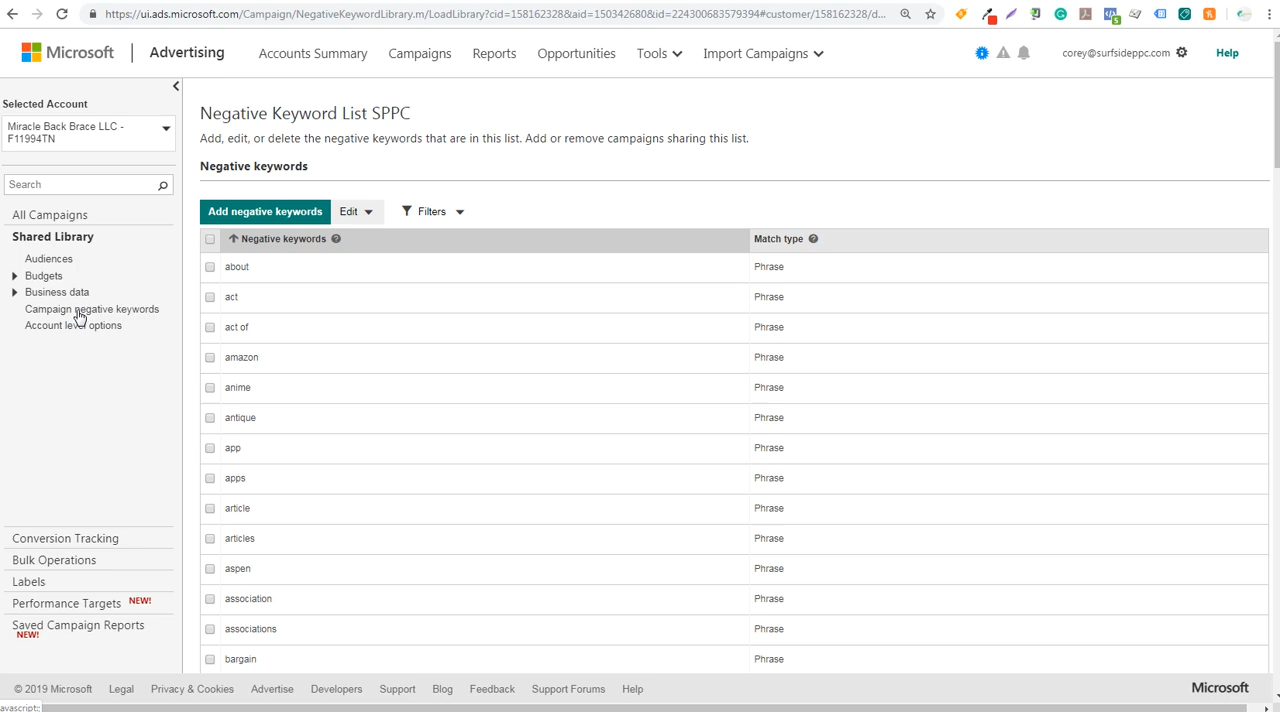 https://ui.ads.microsoft.com/Campaign/NegativeKeywordLibrary.m/LoadLibrary?cid=158162328&aid=150342680&id=224300683579394#customer/158162328/d...
Microsoft | Advertising
Accounts Summary
Campaigns
Reports
Opportunities
Tools
Import Campaigns
corey@surfsideppc.com
Help
Selected Account
Miracle Back Brace LLC -
F11994TN
Search
All Campaigns
Shared Library
Audiences
Budgets
Business data
Campaign negative keywords
Account level options
Conversion Tracking
Bulk Operations
Labels
Performance Targets NEW!
Saved Campaign Reports
NEW!
Negative Keyword List SPPC
Add, edit, or delete the negative keywords that are in this list. Add or remove campaigns sharing this list.
Negative keywords
Add negative keywords
Edit
Filters
Negative keywords ? Match type ?
about Phrase
act Phrase
act of Phrase
amazon Phrase
anime Phrase
antique Phrase
app Phrase
apps Phrase
article Phrase
articles Phrase
aspen Phrase
association Phrase
associations Phrase
bargain Phrase
© 2019 Microsoft Legal Privacy & Cookies Advertise Developers Support Blog Feedback Support Forums Help
Microsoft
avascript:;